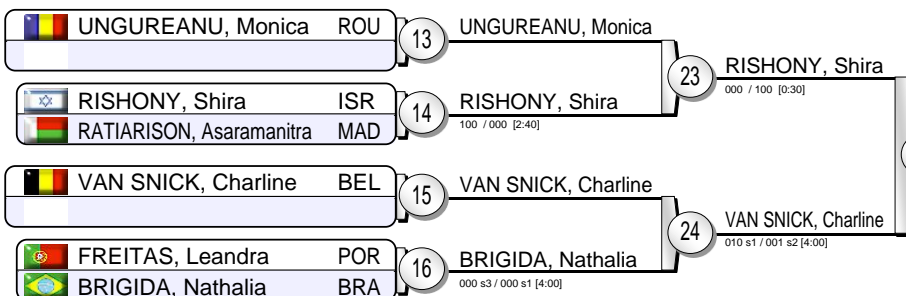 UNGUREANU, Monica ROU
13
UNGUREANU, Monica
RISHONY, Shira ISR
RATIARISON, Asaramanitra MAD
14
RISHONY, Shira
100 / 000 [2:40]
23
RISHONY, Shira
000 / 100 [0:30]
VAN SNICK, Charline BEL
15
VAN SNICK, Charline
FREITAS, Leandra POR
BRIGIDA, Nathalia BRA
16
BRIGIDA, Nathalia
000 s3 / 000 s1 [4:00]
24
VAN SNICK, Charline
010 s1 / 001 s2 [4:00]